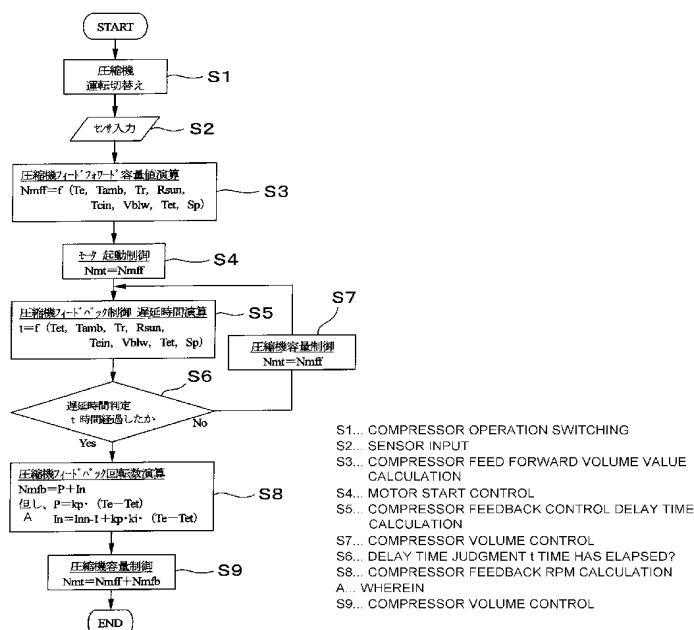 START
圧縮機
運転切替え
S1
センサ入力
S2
圧縮機フィードフォワード容量値演算
Nmff=f (Te, Tamb, Tr, Rsun,
Tcin, Vblw, Tet, Sp)
S3
モータ 起動制御
Nmt=Nmff
S4
圧縮機フィードバック制御 遅延時間演算
t=f (Tet, Tamb, Tr, Rsun,
Tcin, Vblw, Tet, Sp)
S5
S7
圧縮機容量制御
Nmt=Nmff
S6
遅延時間判定
t 時間経過したか
No
Yes
圧縮機フィードバック回転数演算
Nmfb=P+In
但し、P=kp・ (Te-Tet)
A In=Inn-1+kp・ki・ (Te-Tet)
S8
圧縮機容量制御
Nmt=Nmff+Nmfb
S9
END
S1... COMPRESSOR OPERATION SWITCHING
S2... SENSOR INPUT
S3... COMPRESSOR FEED FORWARD VOLUME VALUE
CALCULATION
S4... MOTOR START CONTROL
S5... COMPRESSOR FEEDBACK CONTROL DELAY TIME
CALCULATION
S7... COMPRESSOR VOLUME CONTROL
S6... DELAY TIME JUDGMENT t TIME HAS ELAPSED?
S8... COMPRESSOR FEEDBACK RPM CALCULATION
A... WHEREIN
S9... COMPRESSOR VOLUME CONTROL